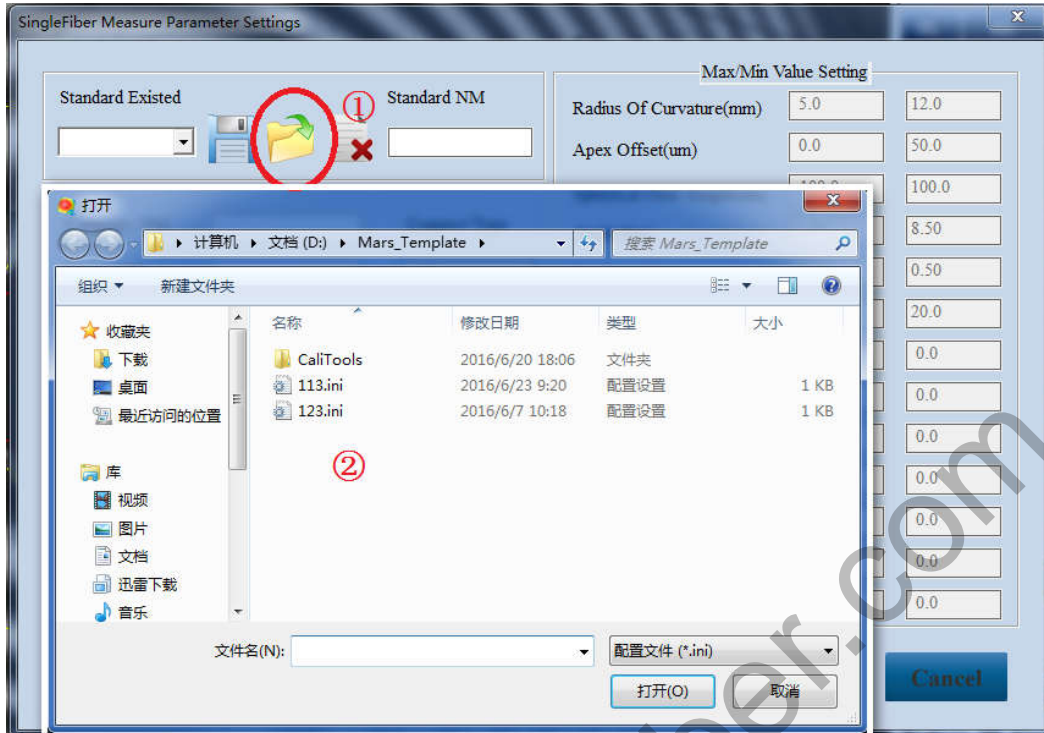 SingleFiber Measure Parameter Settings
Max/Min Value Setting
Standard Existed
①
Standard NM
Radius Of Curvature(mm)
5.0
12.0
Apex Offset(um)
0.0
50.0
100.0
8.50
0.50
20.0
0.0
0.0
0.0
0.0
0.0
0.0
0.0
打开
计算机
文档 (D:)
Mars_Template
搜索 Mars_Template
组织
新建文件夹
名称
修改日期
类型
大小
收藏夹
下载
桌面
最近访问的位置
库
视频
图片
文档
迅雷下载
音乐
CaliTools
2016/6/20 18:06
文件夹
113.ini
2016/6/23 9:20
配置设置
1 KB
123.ini
2016/6/7 10:18
配置设置
1 KB
②
文件名(N):
配置文件 (*.ini)
打开(O)
取消
Cancel
ber.com